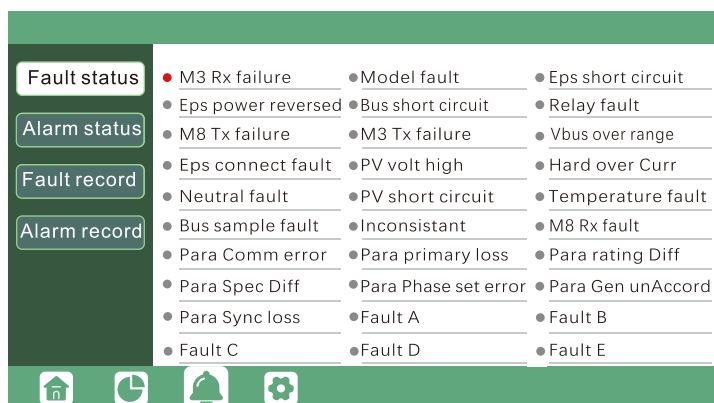 Fault status
Alarm status
Fault record
Alarm record
M3 Rx failure Model fault Eps short circuit
Eps power reversed Bus short circuit Relay fault
M8 Tx failure M3 Tx failure Vbus over range
Eps connect fault PV volt high Hard over Curr
Neutral fault PV short circuit Temperature fault
Bus sample fault Inconsistant M8 Rx fault
Para Comm error Para primary loss Para rating Diff
Para Spec Diff Para Phase set error Para Gen unAccord
Para Sync loss Fault A Fault B
Fault C Fault D Fault E